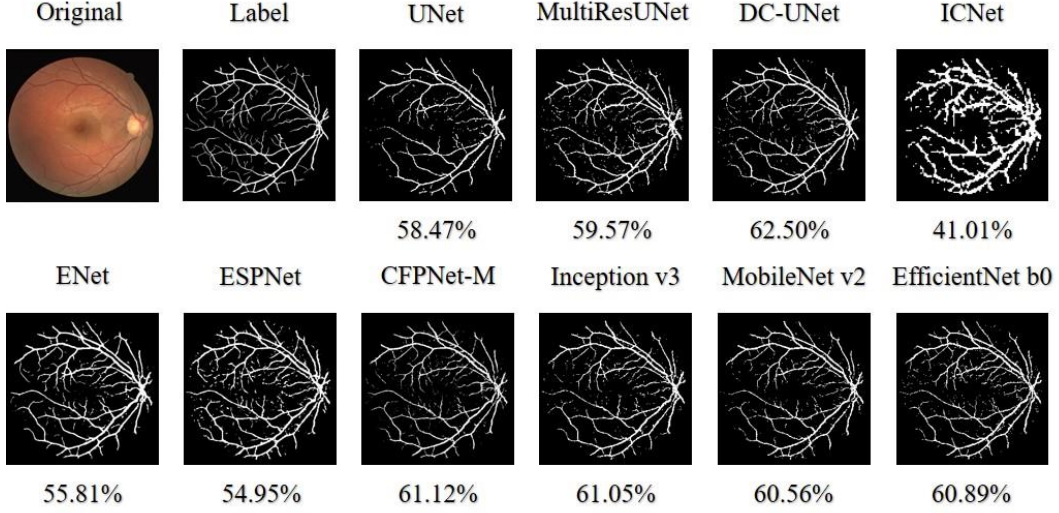 Original Label UNet MultiResUNet DC-UNet ICNet
58.47% 59.57% 62.50% 41.01%
ENet ESPNet CFPNet-M Inception v3 MobileNet v2 EfficientNet b0
55.81% 54.95% 61.12% 61.05% 60.56% 60.89%